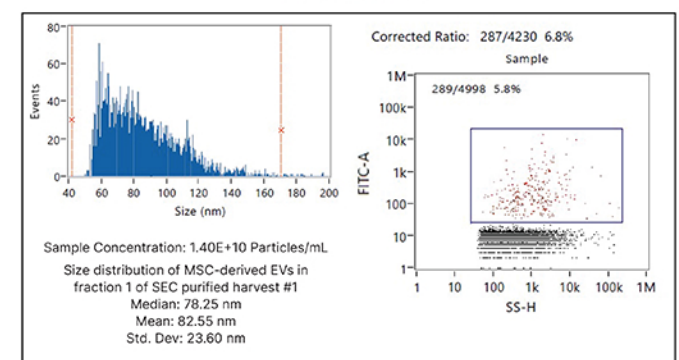 80
60
40
20
0
Events
40 60 80 100 120 140 160 180 200
Size (nm)
Sample Concentration: 1.40E+10 Particles/mL
Size distribution of MSC-derived EVs in
fraction 1 of SEC purified harvest #1
Median: 78.25 nm
Mean: 82.55 nm
Std. Dev: 23.60 nm
Corrected Ratio: 287/4230 6.8%
Sample
289/4998 5.8%
1M
100k
10k
1k
100
10
1
FITC-A
1 10 100 1k 10k 100k 1M
SS-H